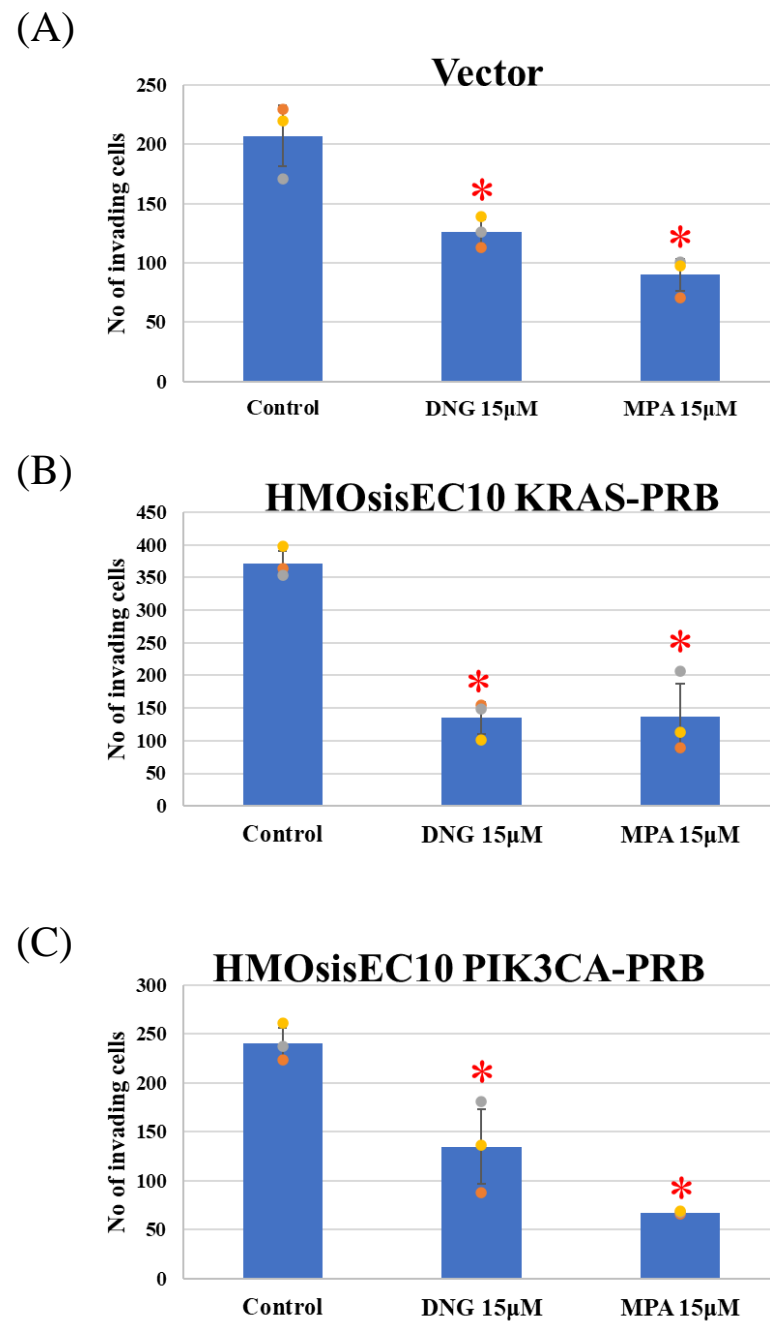 (A)
Vector
No of invading cells
250
200
150
100
50
0
*
*
Control
DNG 15μM
MPA 15μM
(B)
HMOsisEC10 KRAS-PRB
No of invading cells
450
400
350
300
250
200
150
100
50
0
*
*
Control
DNG 15μM
MPA 15μM
(C)
HMOsisEC10 PIK3CA-PRB
No of invading cells
300
250
200
150
100
50
0
*
*
Control
DNG 15μM
MPA 15μM